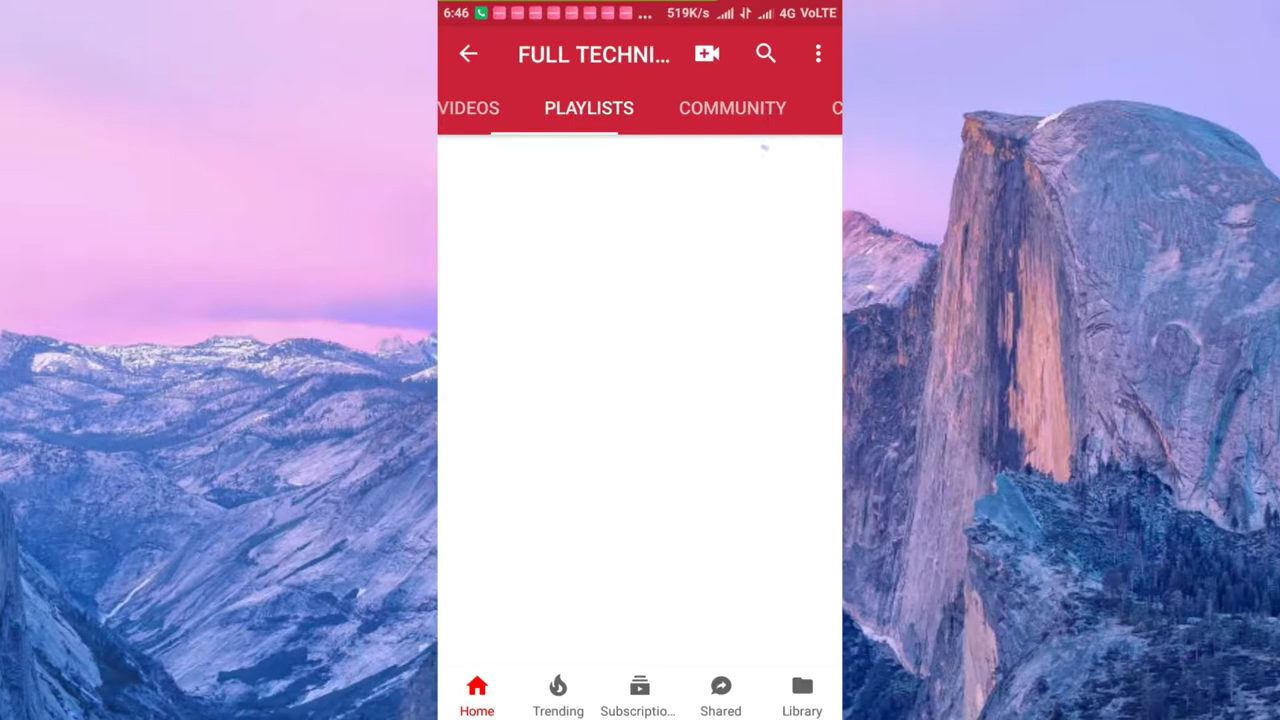 6:46 ... 519K/s 4G VoLTE
FULL TECHNI...
VIDEOS PLAYLISTS COMMUNITY C
Home Trending Subscriptio... Shared Library